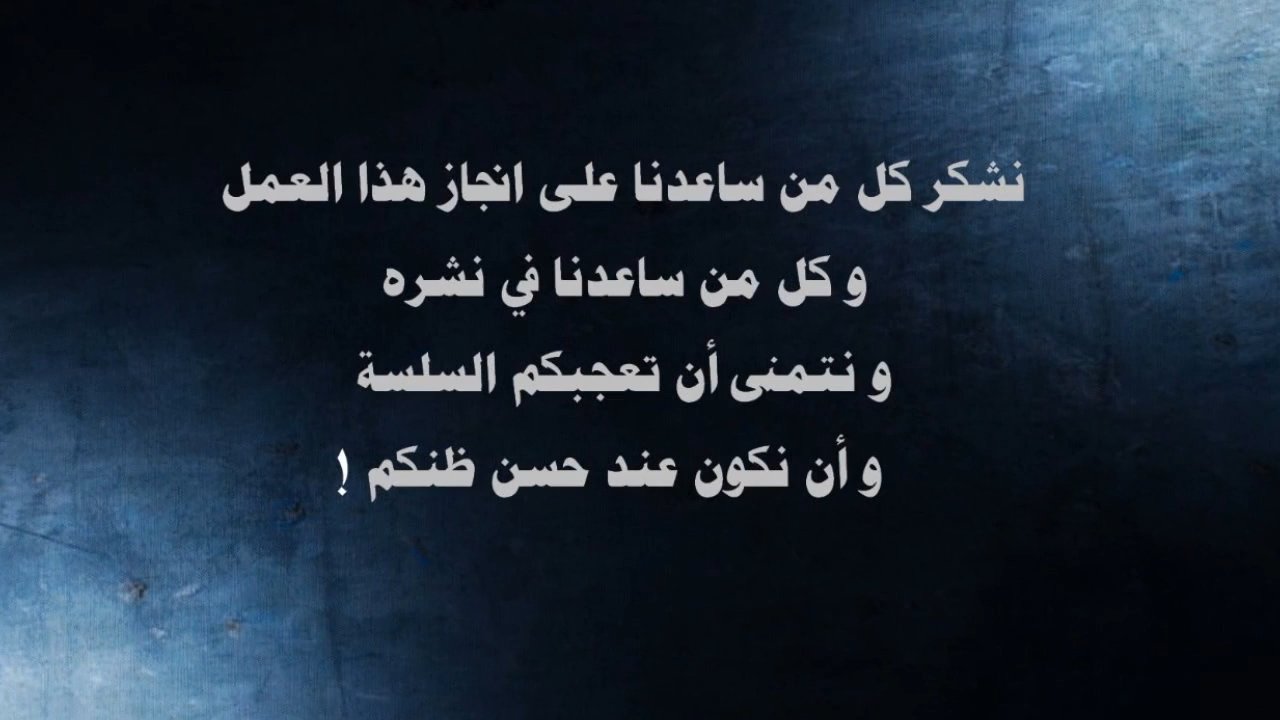 نشكر كل من ساعدنا على انجاز هذا العمل
و كل من ساعدنا في نشره
و نتمنى أن تعجبكم السلسة
و أن نكون عند حسن ظنكم !